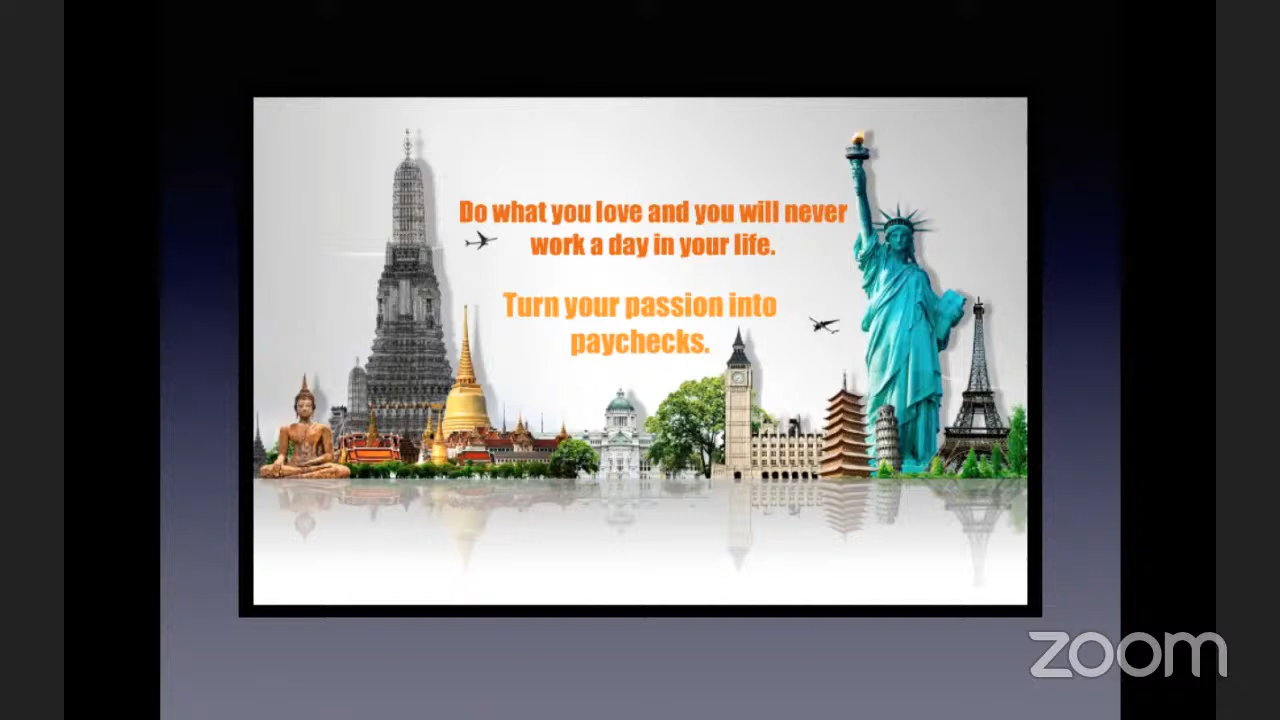 Do what you love and you will never
work a day in your life.
Turn your passion into
paychecks.
zoom